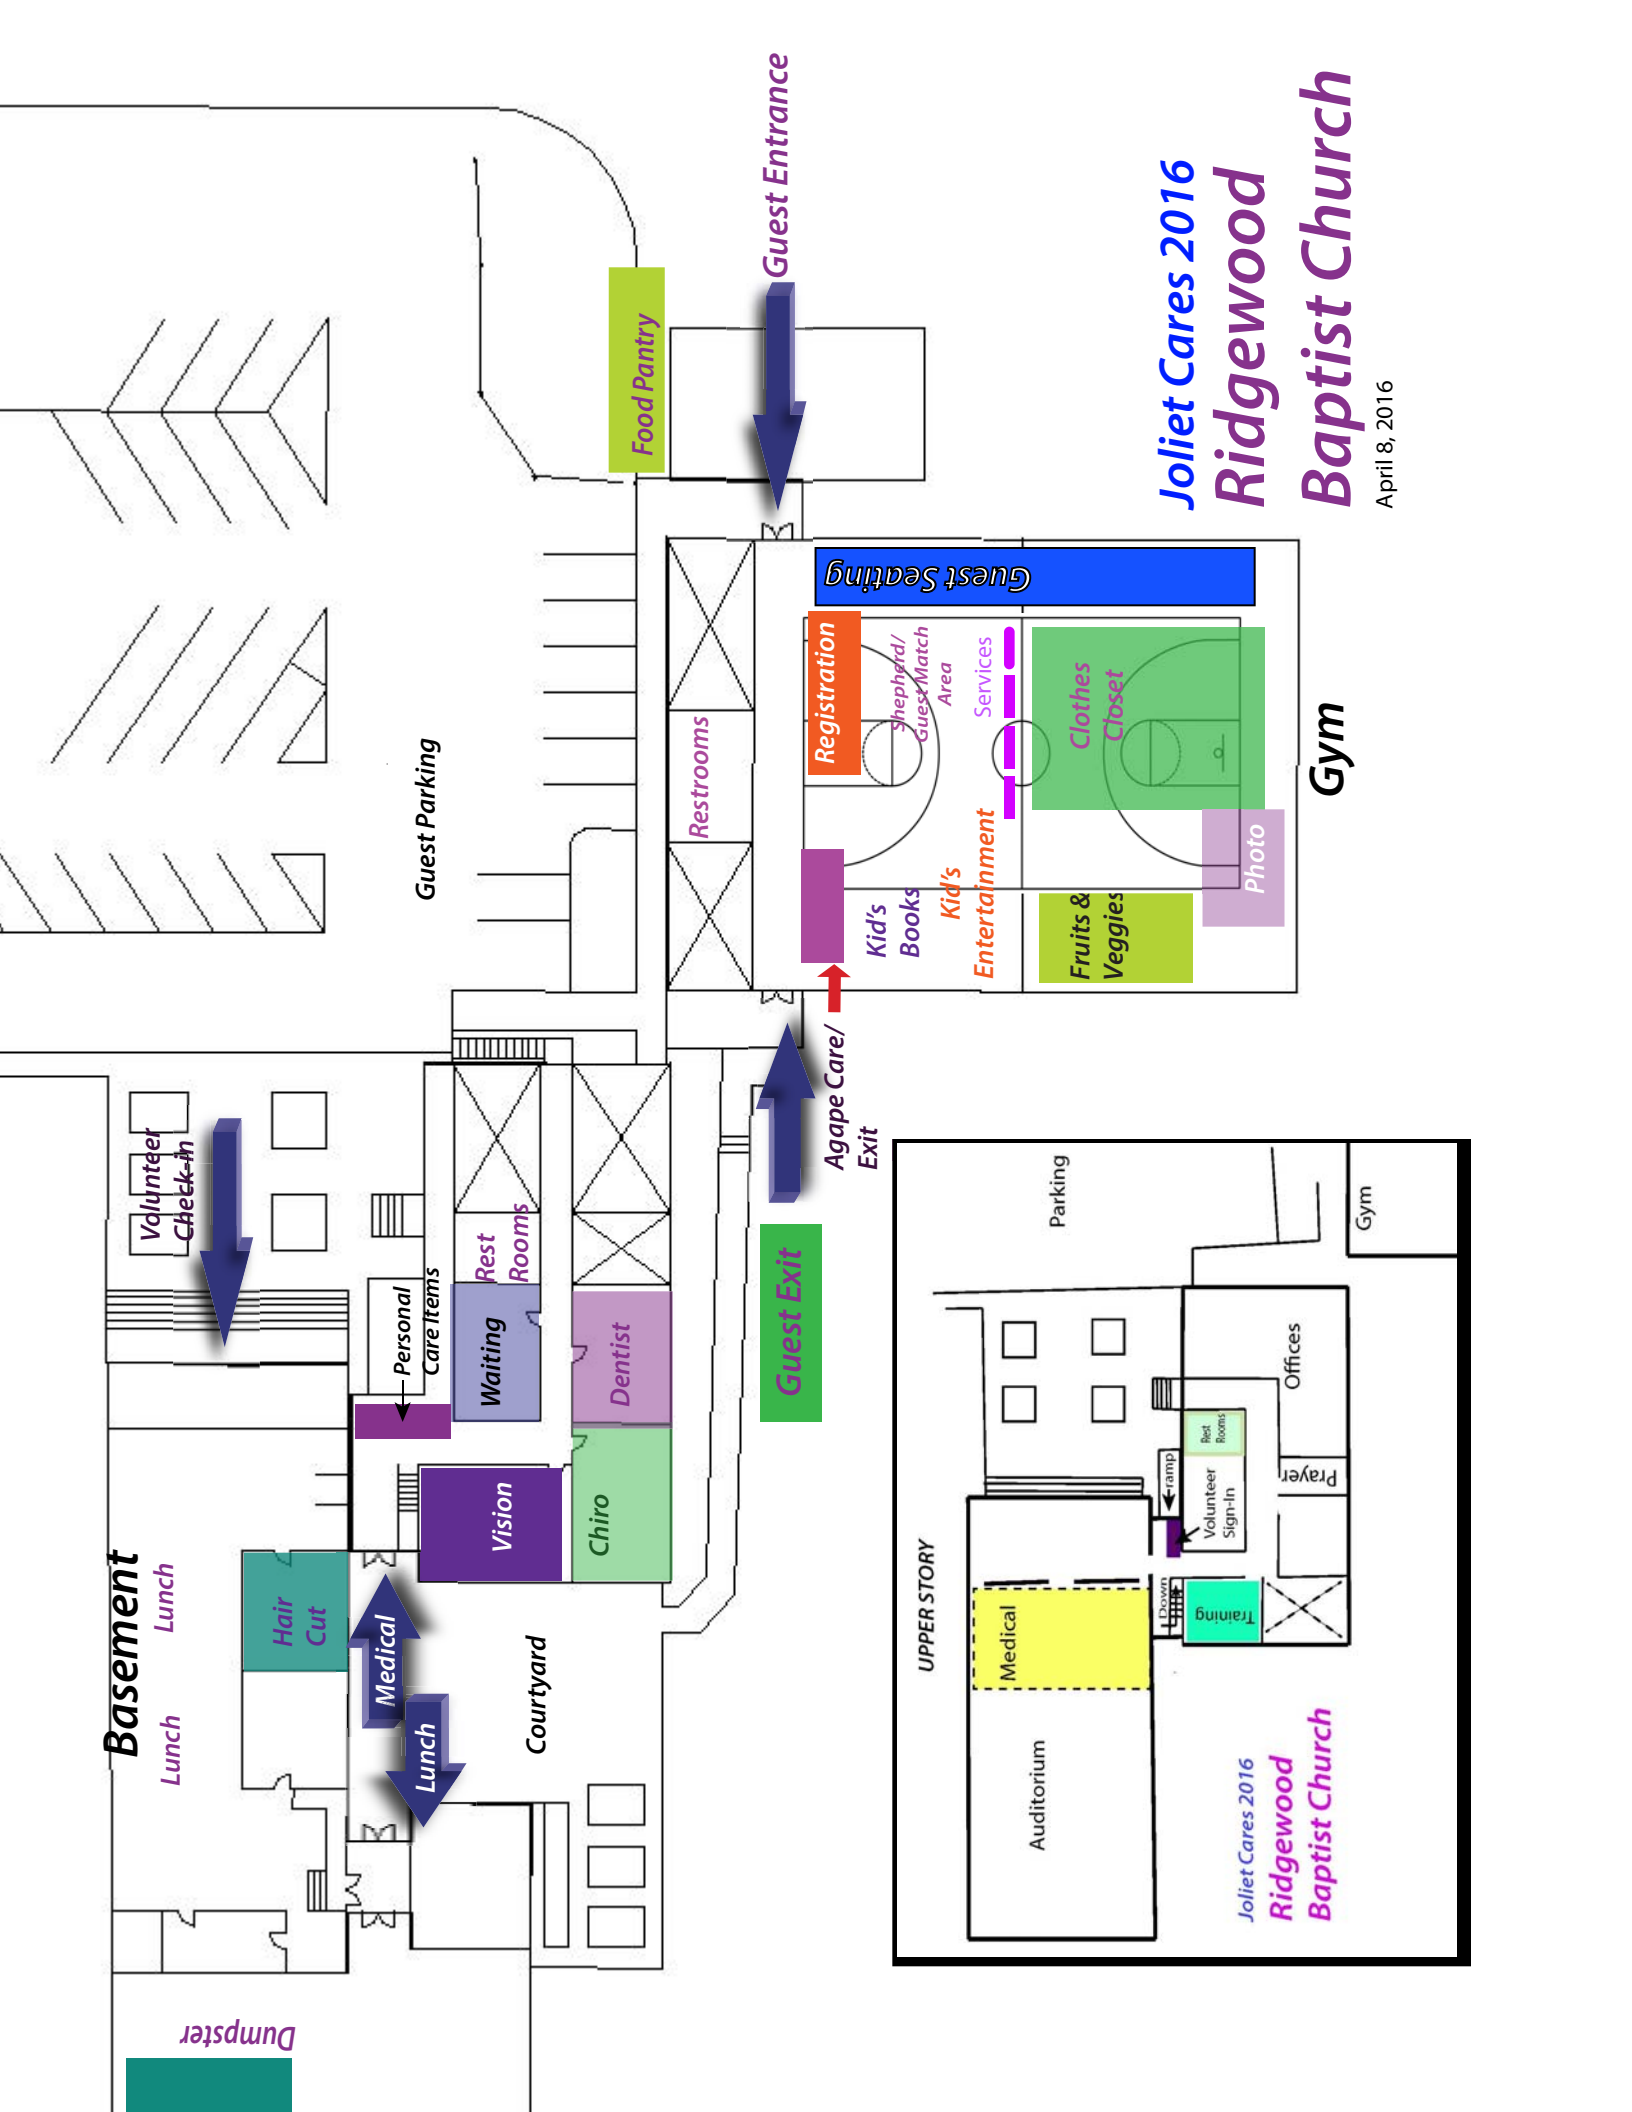 Joliet Cares 2016
Ridgewood
Baptist Church
April 8, 2016
Guest Entrance
Food Pantry
Guest Parking
Guest Seating
Registration
Shepherd/
Guest Match
Area
Services
Clothes
Closet
Restrooms
Gym
Photo
Kid's
Books
Kid's
Entertainment
Fruits &
Veggies
Agape Care/
Exit
Guest Exit
Volunteer
Check-in
Rest
Rooms
Personal
Care Items
Waiting
Dentist
Vision
Chiro
Basement
Lunch
Lunch
Hair
Cut
Medical
Lunch
Courtyard
Dumpster
UPPER STORY
Parking
Gym
Offices
Rest
Rooms
Prayer
ramp
Volunteer
Sign-In
Down
Training
Medical
Auditorium
Joliet Cares 2016
Ridgewood
Baptist Church